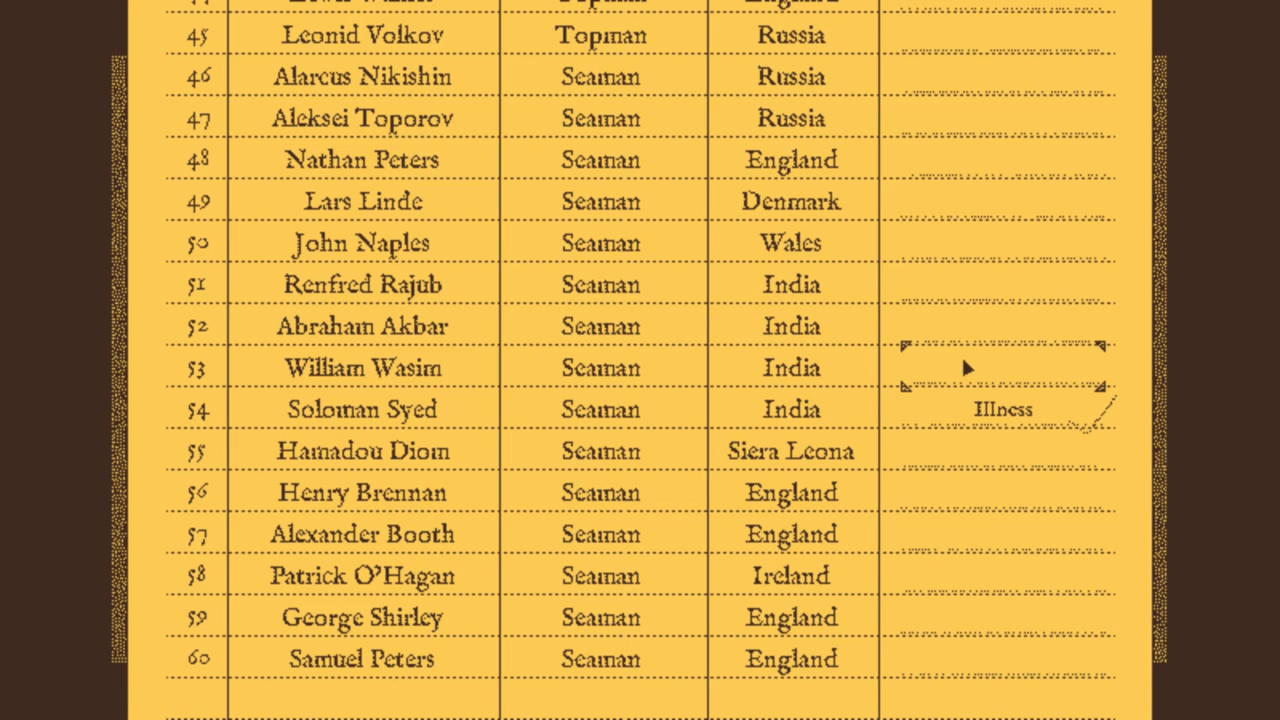 45 Leonid Volkov Topman Russia
46 Alarcus Nikishin Seaman Russia
47 Aleksei Toporov Seaman Russia
48 Nathan Peters Seaman England
49 Lars Linde Seaman Denmark
50 John Naples Seaman Wales
51 Renfred Rajub Seaman India
52 Abraham Akbar Seaman India
53 William Wasim Seaman India
54 Soloman Syed Seaman India Illness
55 Hamadou Diom Seaman Siera Leona
56 Henry Brennan Seaman England
57 Alexander Booth Seaman England
58 Patrick O'Hagan Seaman Ireland
59 George Shirley Seaman England
60 Samuel Peters Seaman England